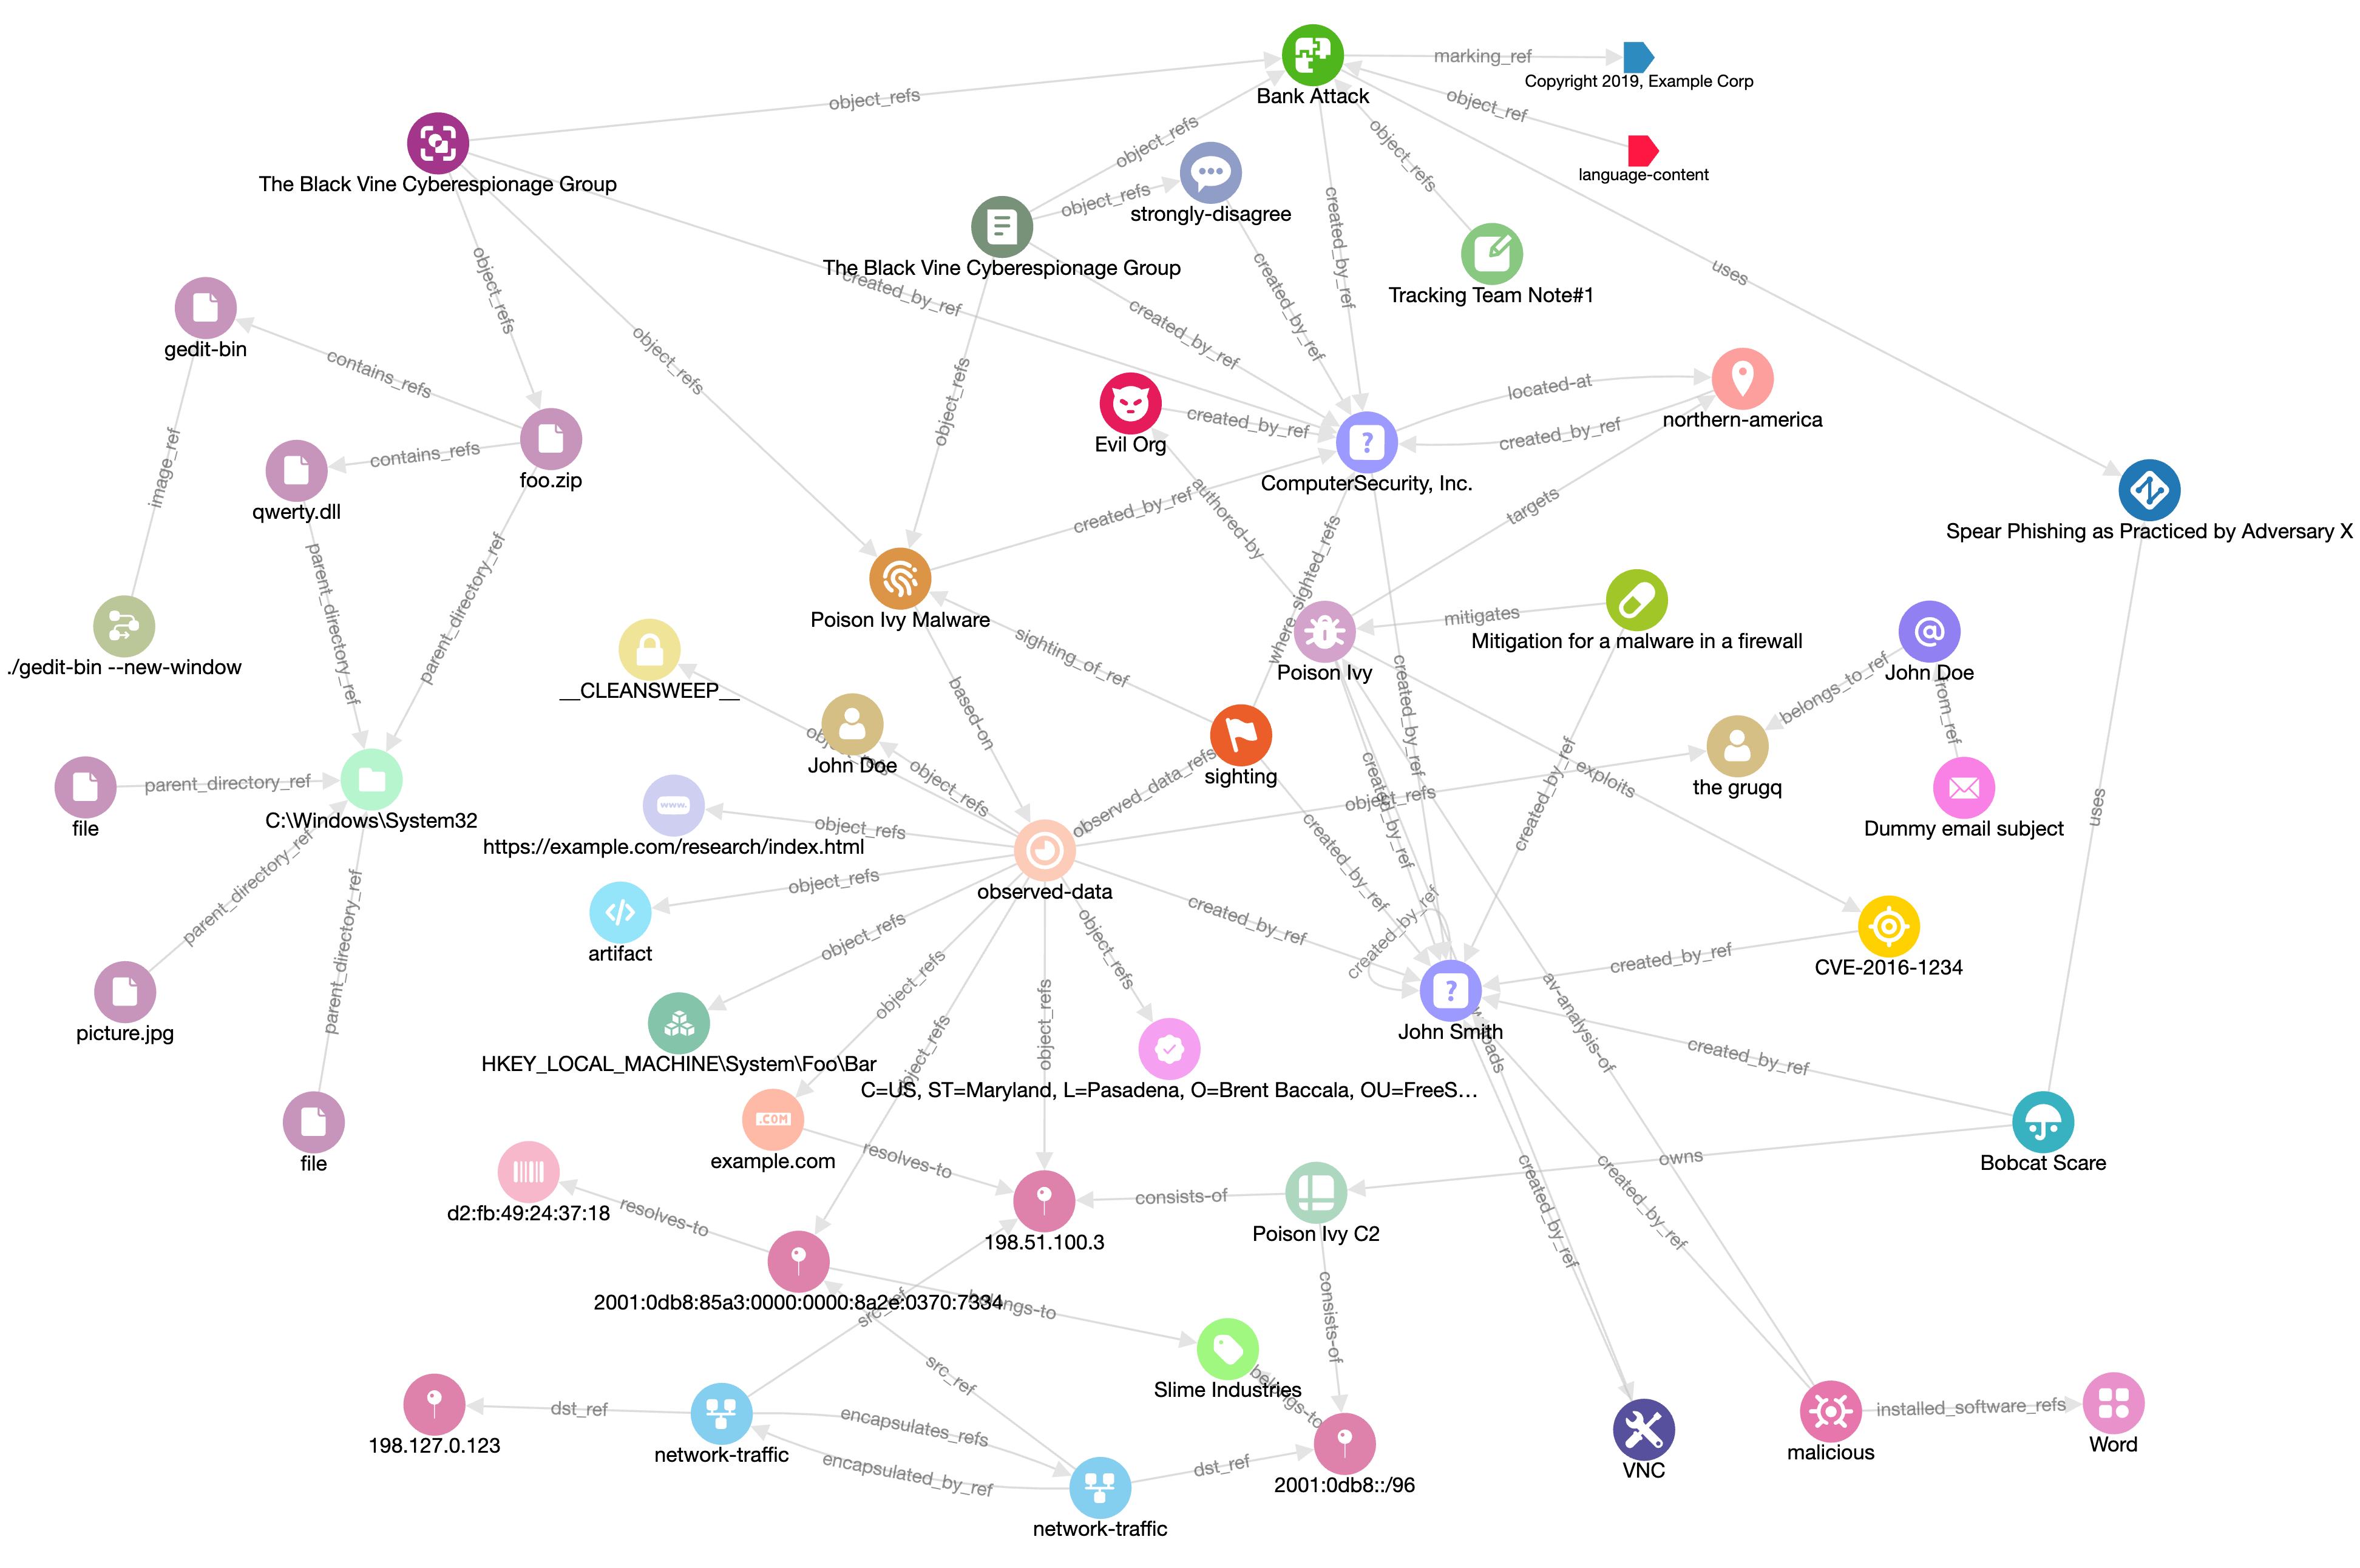 Bank Attack
marking_ref
Copyright 2019, Example Corp
object_ref
language-content
object_refs
The Black Vine Cyberespionage Group
object_refs
object_refs
strongly-disagree
object_refs
The Black Vine Cyberespionage Group
created_by_ref
created_by_ref
created_by_ref
created_by_ref
Tracking Team Note#1
uses
object_refs
object_refs
object_refs
gedit-bin
contains_refs
contains_refs
image_ref
qwerty.dll
foo.zip
Evil Org
created_by_ref
located-at
created_by_ref
northern-america
ComputerSecurity, Inc.
created_by_ref
authored-by
targets
Spear Phishing as Practiced by Adversary X
parent_directory_ref
parent_directory_ref
Poison Ivy Malware
where_sighted_refs
mitigates
Mitigation for a malware in a firewall
Poison Ivy
created_by_ref
./gedit-bin --new-window
__CLEANSWEEP__
sighting_of_ref
based-on
belongs_to_ref
John Doe
from_ref
John Doe
object_refs
sighting
observed_data_refs
object_refs
the grugq
exploits
created_by_ref
created_by_ref
created_by_ref
Dummy email subject
uses
file
parent_directory_ref
C:\Windows\System32
parent_directory_ref
parent_directory_ref
www.
https://example.com/research/index.html
object_refs
observed-data
object_refs
artifact
object_refs
object_refs
object_refs
object_refs
object_refs
created_by_ref
created_by_ref
created_by_ref
CVE-2016-1234
picture.jpg
HKEY_LOCAL_MACHINE\System\Foo\Bar
John Smith
av-analysis-of
created_by_ref
C=US, ST=Maryland, L=Pasadena, O=Brent Baccala, OU=FreeS…
file
.COM
example.com
resolves-to
d2:fb:49:24:37:18
resolves-to
198.51.100.3
consists-of
Poison Ivy C2
owns
Bobcat Scare
created_by_ref
created_by_ref
2001:0db8:85a3:0000:0000:8a2e:0370:7334
belongs-to
src_ref
src_ref
consists-of
Slime Industries
belongs-to
198.127.0.123
dst_ref
network-traffic
encapsulates_refs
encapsulated_by_ref
network-traffic
dst_ref
2001:0db8::/96
VNC
malicious
installed_software_refs
Word